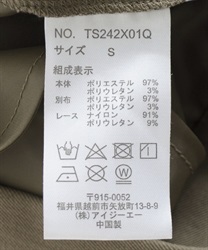 NO. TS242X01Q
サイズ S
組成表示
本体 ポリエステル 97%
ポリウレタン 3%
別布 ポリエステル 97%
ポリウレタン 3%
レース ナイロン 91%
ポリウレタン 9%
〒915-0052
福井県越前市矢放町13-8-9
(株) アイジーエー
中国製